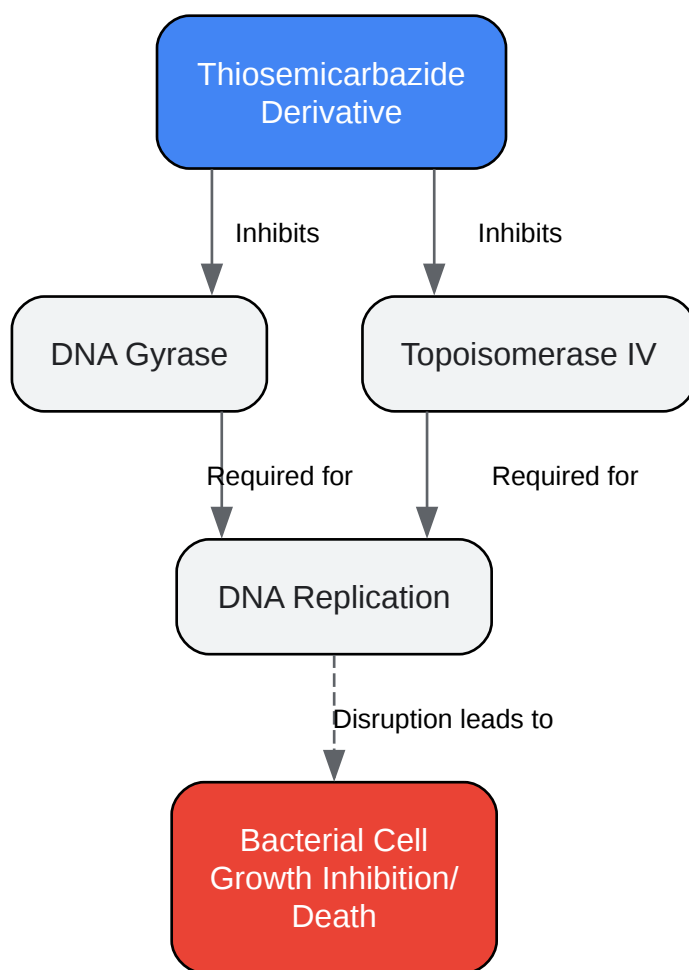 Thiosemicarbazide
Derivative
Inhibits
Inhibits
DNA Gyrase
Topoisomerase IV
Required for
Required for
DNA Replication
Disruption leads to
Bacterial Cell
Growth Inhibition/
Death